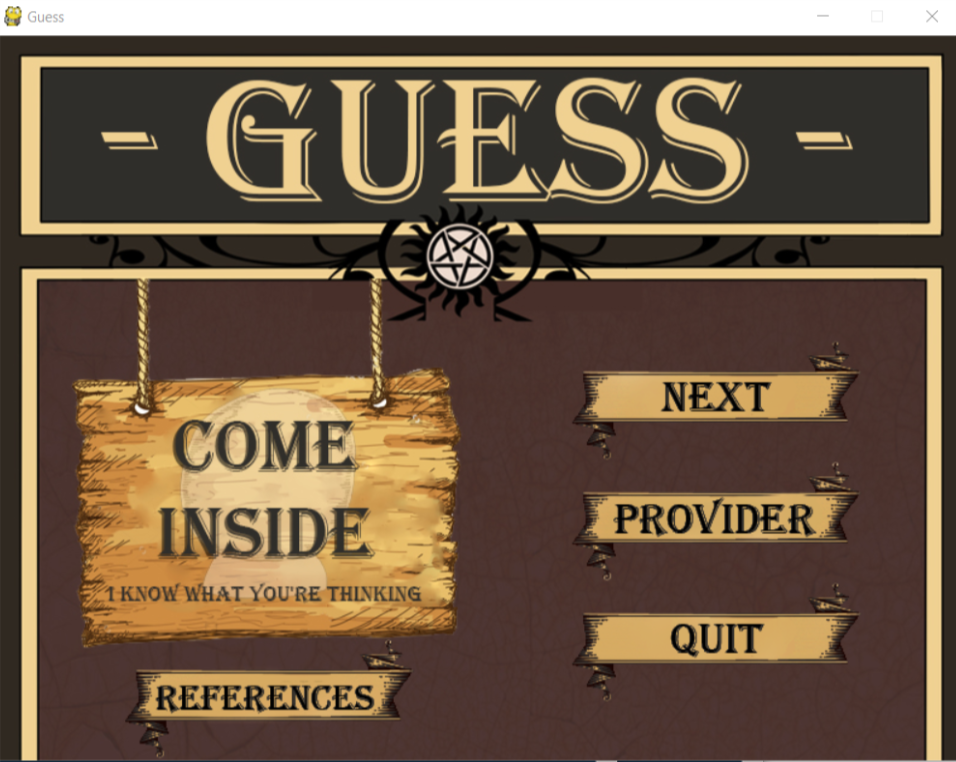 Guess
- GUESS -
COME
INSIDE
I KNOW WHAT YOU'RE THINKING
REFERENCES
NEXT
PROVIDER
QUIT